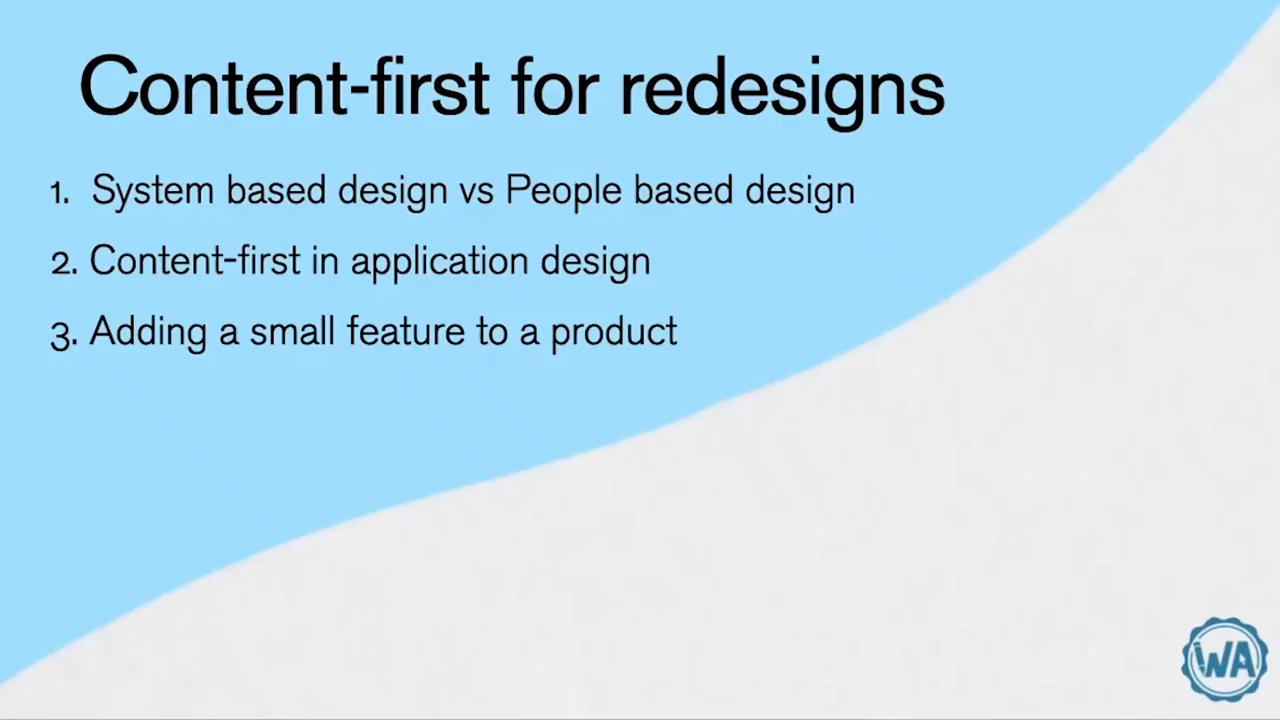 Content-first for redesigns
1. System based design vs People based design
2. Content-first in application design
3. Adding a small feature to a product
WA